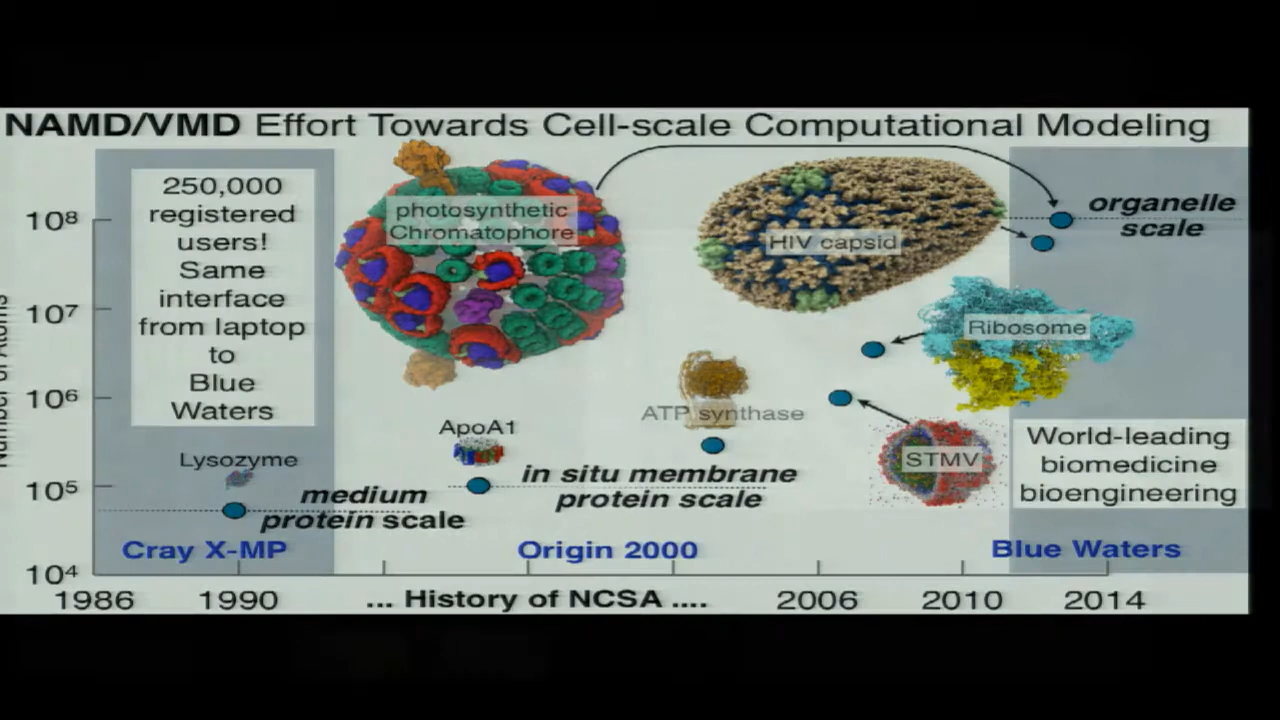 NAMD/VMD Effort Towards Cell-scale Computational Modeling
250,000
registered
users!
Same
interface
from laptop
to
Blue
Waters
photosynthetic
Chromatophore
HIV capsid
organelle
scale
Ribosome
ATP synthase
ApoA1
STMV
Lysozyme
World-leading
biomedicine
bioengineering
in situ membrane
protein scale
medium
protein scale
Cray X-MP
Origin 2000
Blue Waters
Number of Atoms
10⁸
10⁷
10⁶
10⁵
10⁴
1986 1990 ... History of NCSA .... 2006 2010 2014